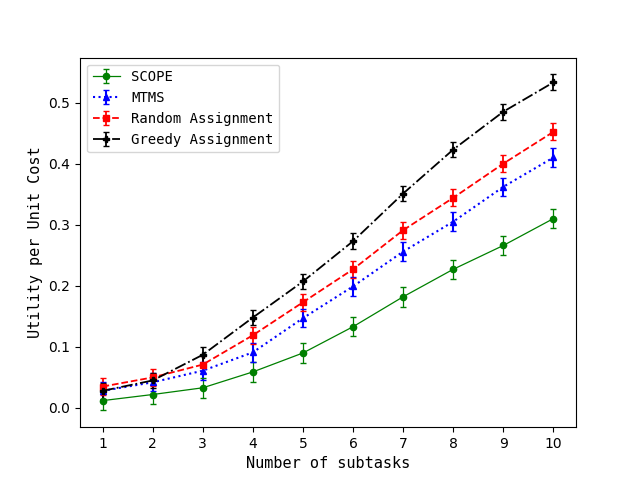 SCOPE
MTMS
Random Assignment
Greedy Assignment
Utility per Unit Cost
0.5
0.4
0.3
0.2
0.1
0.0
1 2 3 4 5 6 7 8 9 10
Number of subtasks